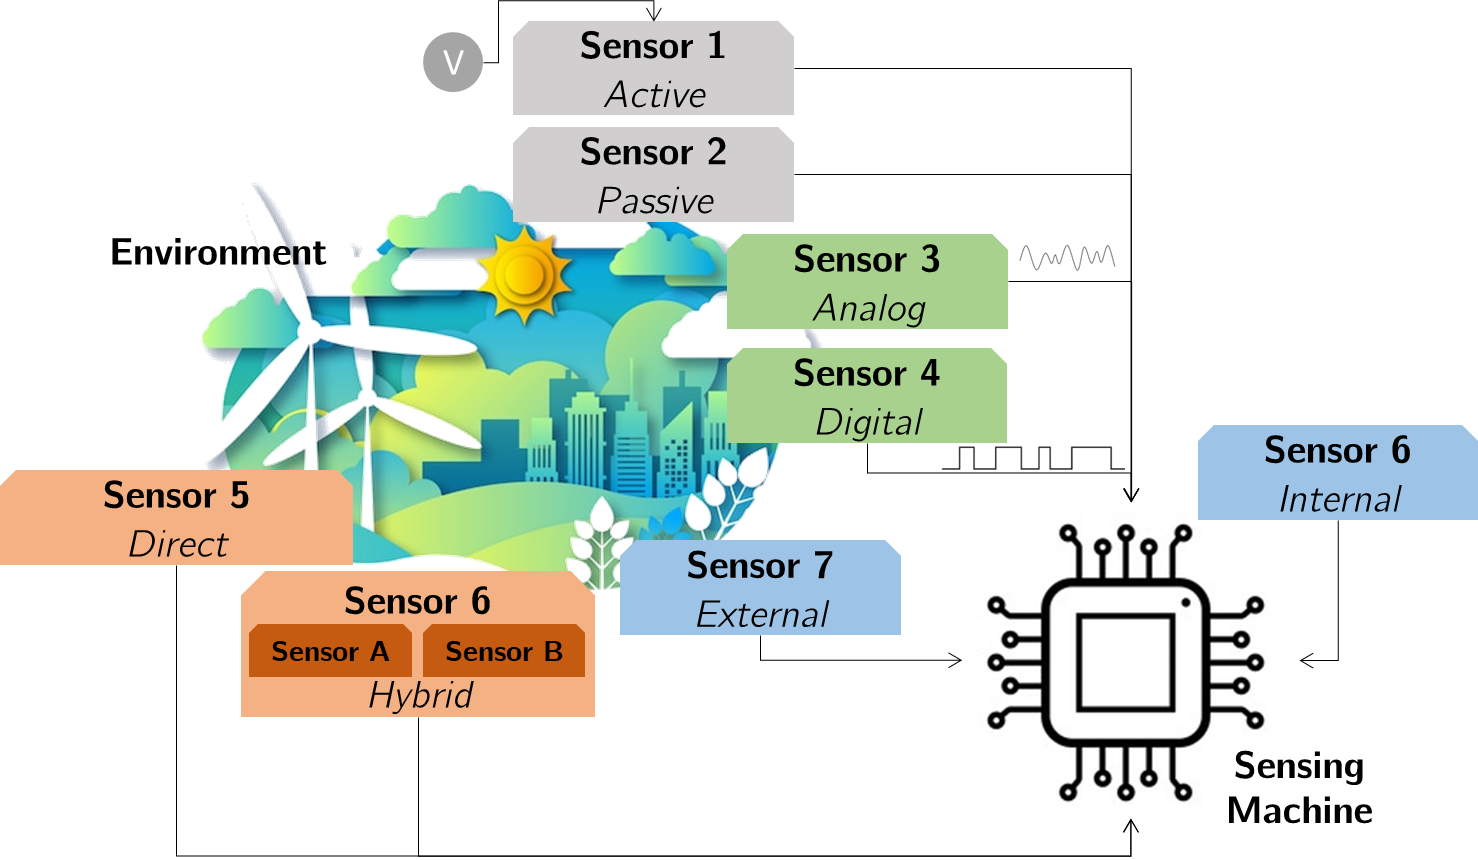 V
Sensor 1
Active
Sensor 2
Passive
Environment
Sensor 3
Analog
Sensor 4
Digital
Sensor 6
Internal
Sensor 5
Direct
Sensor 7
External
Sensor 6
Sensor A
Sensor B
Hybrid
Sensing
Machine